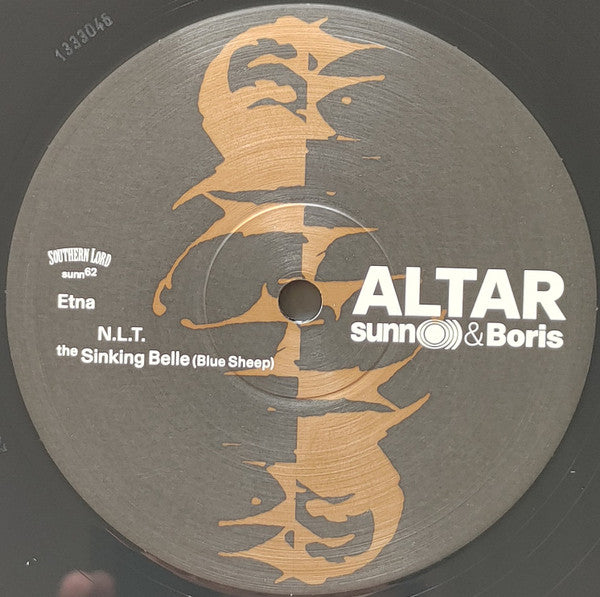 1333046
SOUTHERN LORD
sunn62
Etna
N.L.T.
the Sinking Belle (Blue Sheep)
ALTAR
sunn O))) & Boris